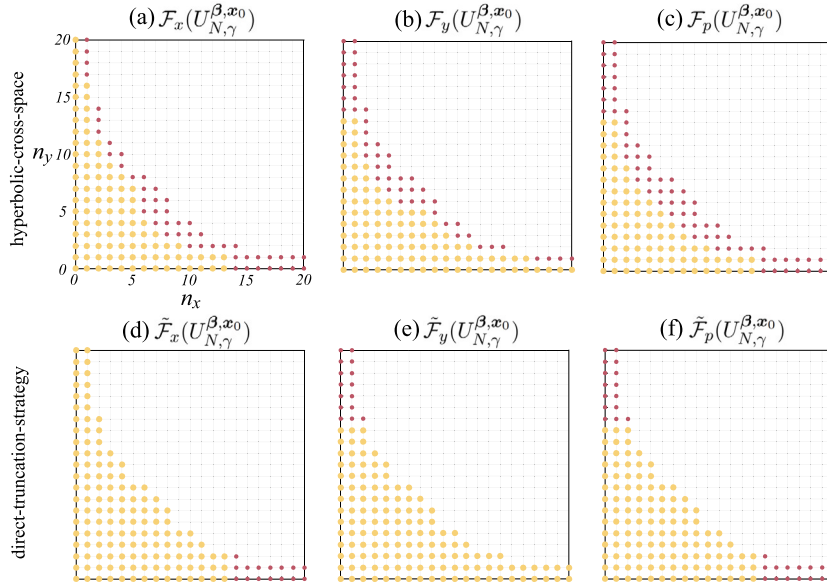 (a) $\mathcal{F}_x(U_{N,\gamma}^{\boldsymbol{\beta},\boldsymbol{x}_0})$
(b) $\mathcal{F}_y(U_{N,\gamma}^{\boldsymbol{\beta},\boldsymbol{x}_0})$
(c) $\mathcal{F}_p(U_{N,\gamma}^{\boldsymbol{\beta},\boldsymbol{x}_0})$
hyperbolic-cross-space
20
15
n_y 10
5
0
0 5 10 15 20
n_x
(d) $\tilde{\mathcal{F}}_x(U_{N,\gamma}^{\boldsymbol{\beta},\boldsymbol{x}_0})$
(e) $\tilde{\mathcal{F}}_y(U_{N,\gamma}^{\boldsymbol{\beta},\boldsymbol{x}_0})$
(f) $\tilde{\mathcal{F}}_p(U_{N,\gamma}^{\boldsymbol{\beta},\boldsymbol{x}_0})$
direct-truncation-strategy